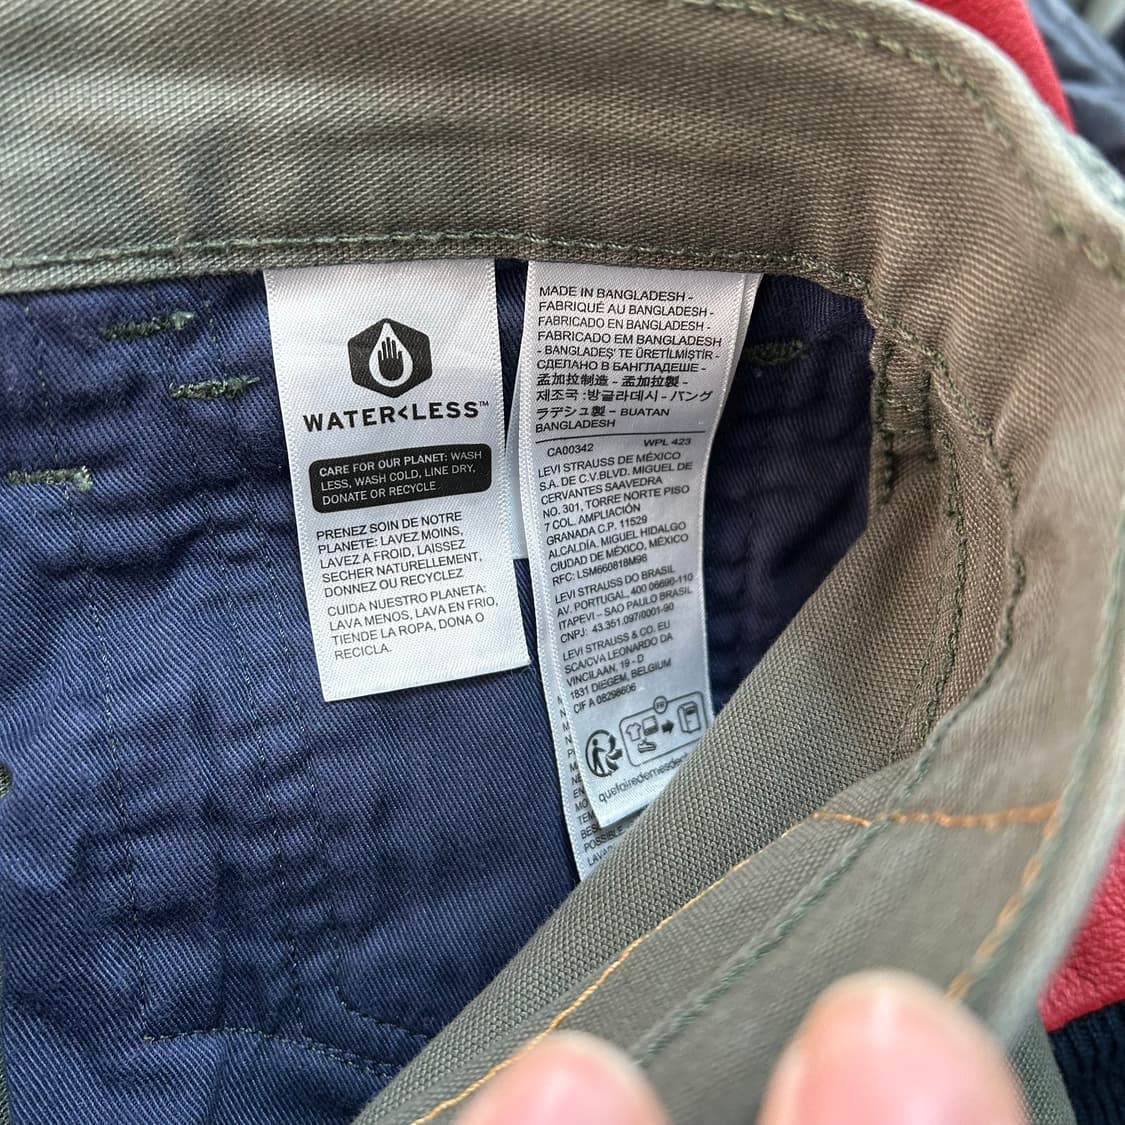 WATER<LESS™
CARE FOR OUR PLANET: WASH
LESS, WASH COLD, LINE DRY,
DONATE OR RECYCLE
PRENEZ SOIN DE NOTRE
PLANETE: LAVEZ MOINS,
LAVEZ A FROID, LAISSEZ
SECHER NATURELLEMENT,
DONNEZ OU RECYCLEZ
CUIDA NUESTRO PLANETA:
LAVA MENOS, LAVA EN FRIO,
TIENDE LA ROPA, DONA O
RECICLA.
MADE IN BANGLADESH -
FABRIQUÉ AU BANGLADESH -
FABRICADO EN BANGLADESH -
FABRICADO EM BANGLADESH
- BANGLADEŞ' TE ÜRETİLMİŞTİR -
СДЕЛАНО В БАНГЛАДЕШЕ -
孟加拉制造 - 孟加拉製 -
제조국 :방글라데시 - バング
ラデシュ製 - BUATAN
BANGLADESH
CA00342 WPL 423
LEVI STRAUSS DE MÉXICO
S.A. DE C.V.BLVD. MIGUEL DE
CERVANTES SAAVEDRA
NO. 301, TORRE NORTE PISO
7 COL. AMPLIACIÓN
GRANADA C.P. 11529
ALCALDÍA. MIGUEL HIDALGO
CIUDAD DE MÉXICO, MÉXICO
RFC: LSM660818M98
LEVI STRAUSS DO BRASIL
AV. PORTUGAL, 400 06690-110
ITAPEVI - SAO PAULO BRASIL
CNPJ: 43.351.097/0001-90
LEVI STRAUSS & CO. EU
SCA/CVA LEONARDO DA
VINCILAAN, 19 - D
1831 DIEGEM, BELGIUM
CIF A 08298606
FR
POSSIBLE